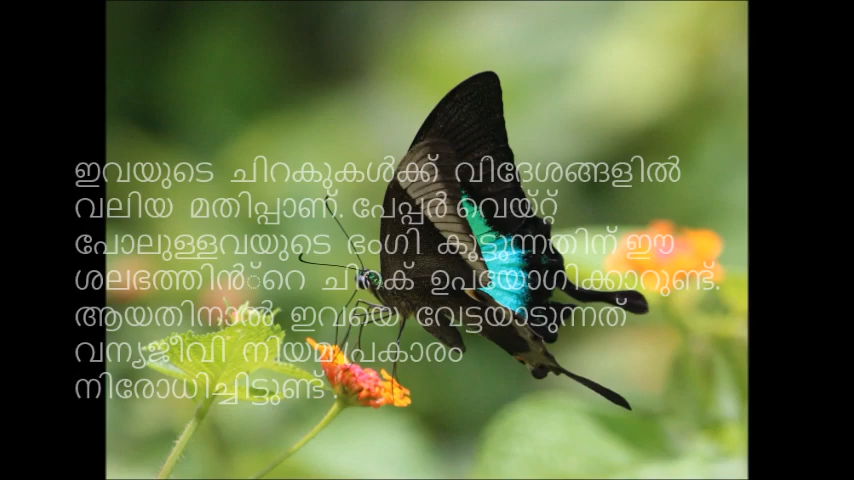 ഇവയുടെ ചിറകുകൾക്ക് വിദേശങ്ങളിൽ
വലിയ മതിപ്പാണ്. പേപ്പർ വെയ്റ്റ്
പോലുള്ളവയുടെ ഭംഗി കൂട്ടുന്നതിന് ഈ
ശലഭത്തിൻ്റെ ചിറക് ഉപയോഗിക്കാറുണ്ട്.
ആയതിനാൽ ഇവയെ വേട്ടയാടുന്നത്
വന്യജീവി നിയമപ്രകാരം
നിരോധിച്ചിട്ടുണ്ട്